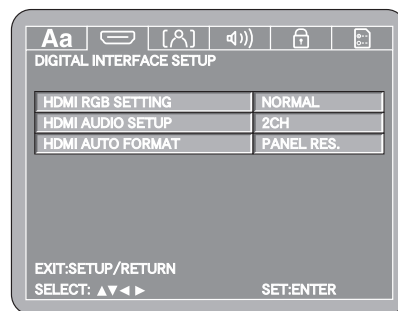 Aa
DIGITAL INTERFACE SETUP
HDMI RGB SETTING NORMAL
HDMI AUDIO SETUP 2CH
HDMI AUTO FORMAT PANEL RES.
EXIT:SETUP/RETURN
SELECT: ▲▼◄ ► SET:ENTER